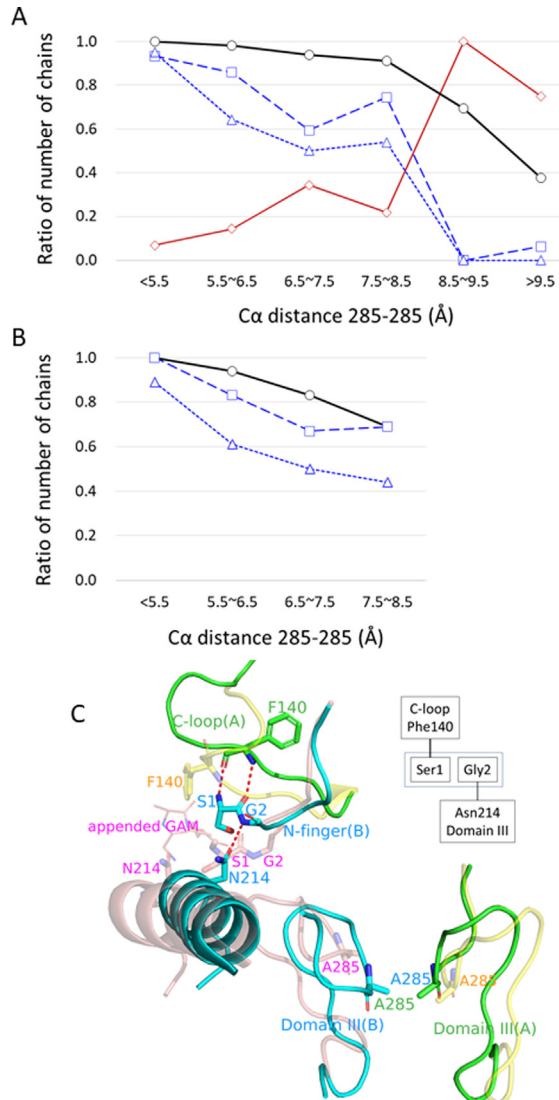 A
Ratio of number of chains
1.0
0.8
0.6
0.4
0.2
0.0
<5.5
5.5~6.5
6.5~7.5
7.5~8.5
8.5~9.5
>9.5
Cα distance 285-285 (Å)
B
Ratio of number of chains
1.0
0.8
0.6
0.4
0.2
0.0
<5.5
5.5~6.5
6.5~7.5
7.5~8.5
Cα distance 285-285 (Å)
C
F140
C-loop(A)
F140
S1
G2
N-finger(B)
appended GAM
S1
G2
N214
N214
C-loop
Phe140
Ser1
Gly2
Asn214
Domain III
A285
A285
A285
A285
Domain III(B)
Domain III(A)